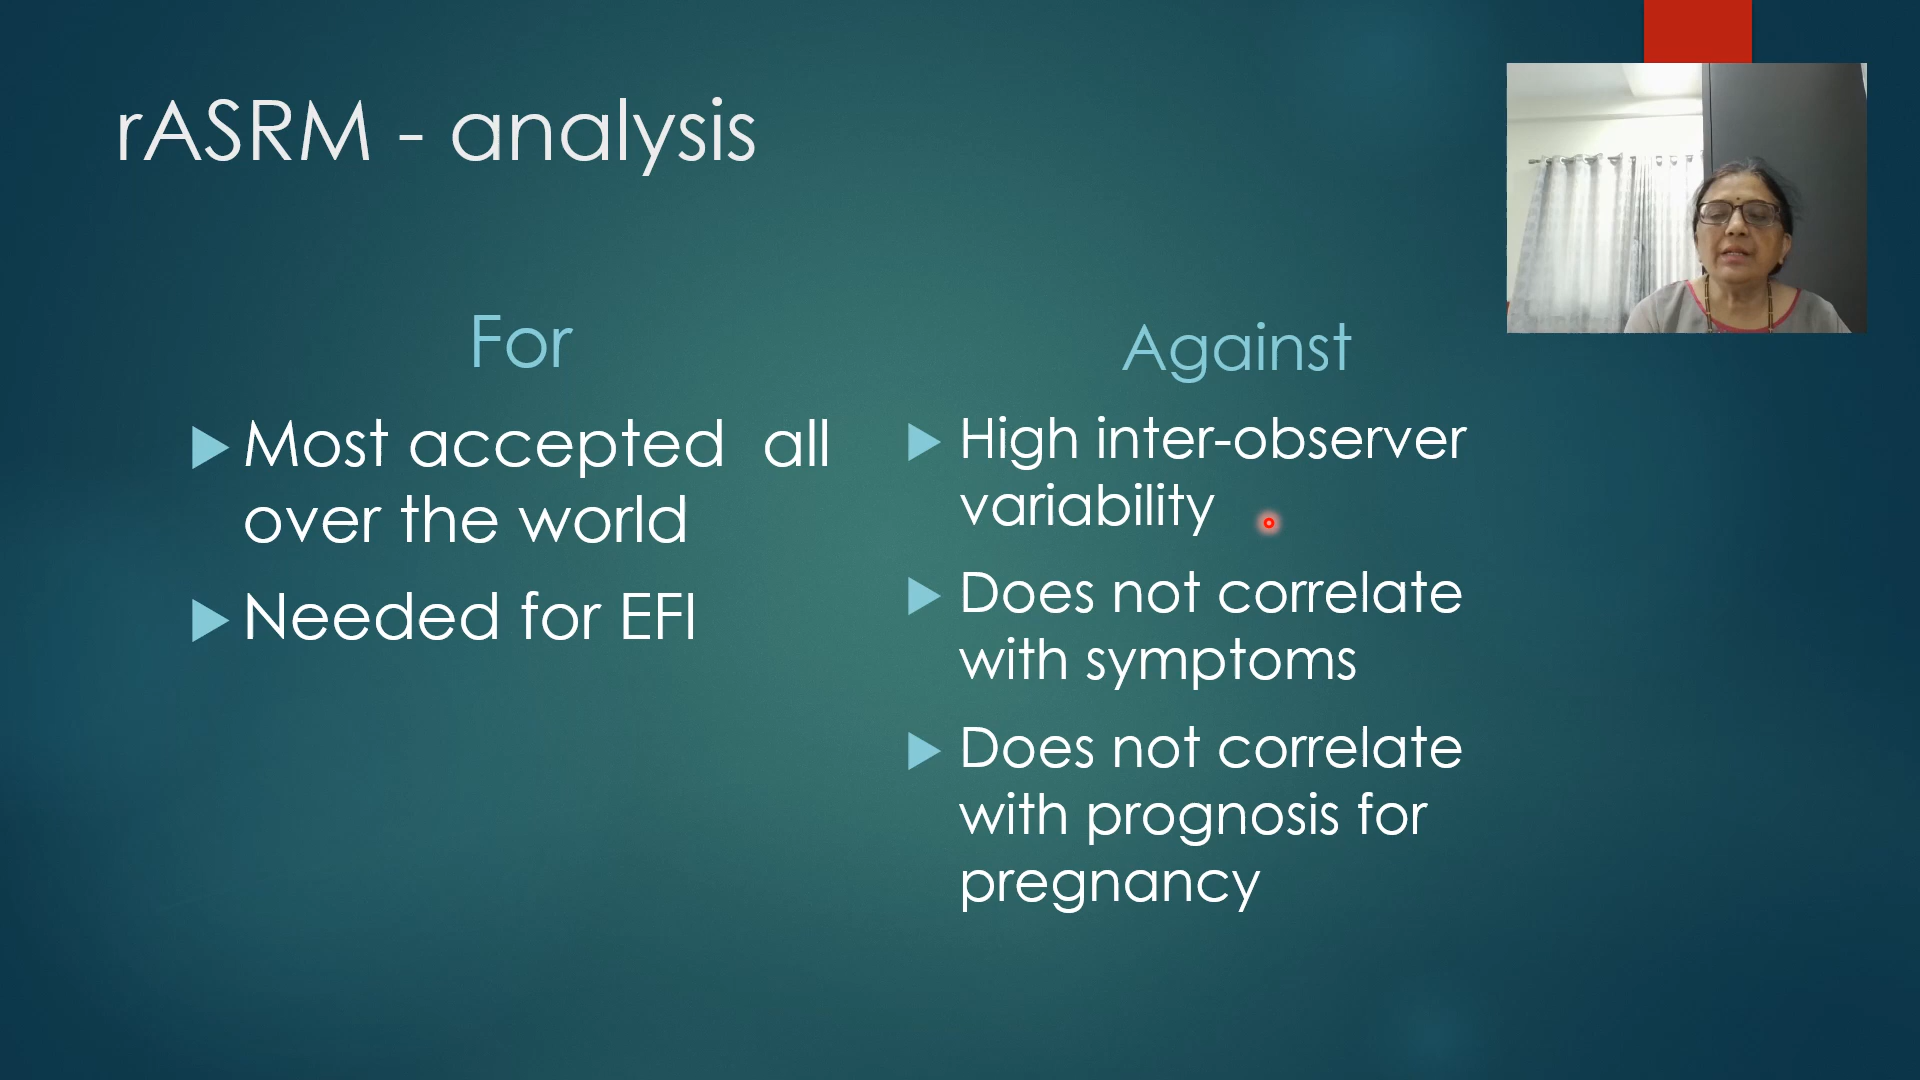 rASRM - analysis
For
Most accepted all
over the world
Needed for EFI
Against
High inter-observer
variability
Does not correlate
with symptoms
Does not correlate
with prognosis for
pregnancy